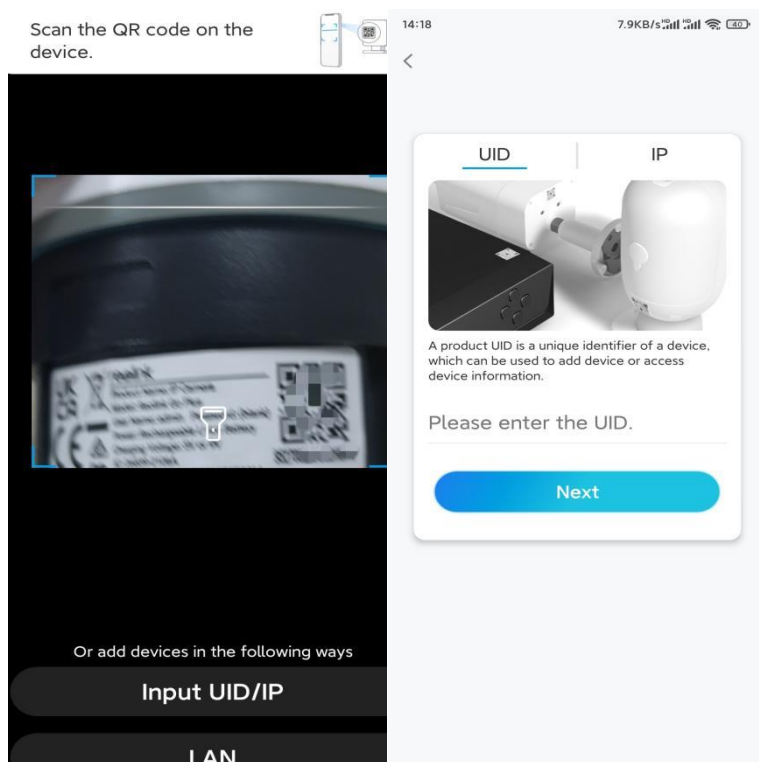 Scan the QR code on the
device.
Or add devices in the following ways
Input UID/IP
LAN
14:18
7.9KB/s
40
UID
IP
A product UID is a unique identifier of a device,
which can be used to add device or access
device information.
Please enter the UID.
Next